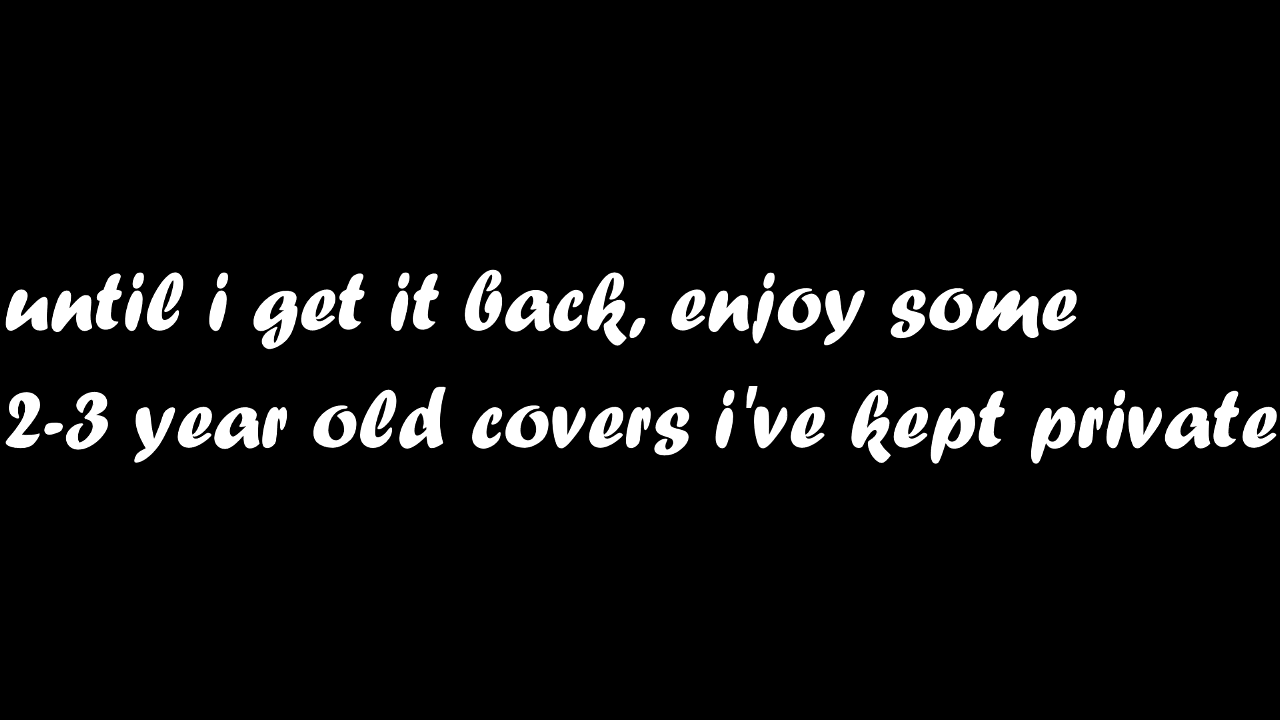 until i get it back, enjoy some
2-3 year old covers i've kept private